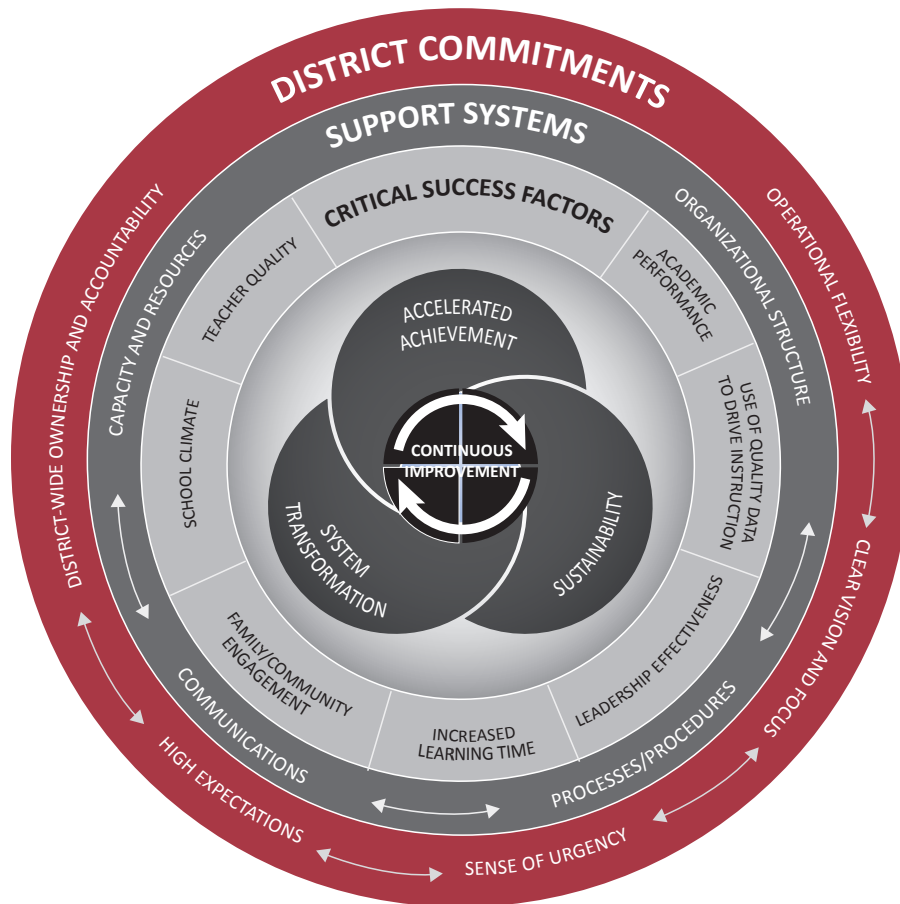 DISTRICT COMMITMENTS
OPERATIONAL FLEXIBILITY
CLEAR VISION AND FOCUS
SENSE OF URGENCY
HIGH EXPECTATIONS
DISTRICT-WIDE OWNERSHIP AND ACCOUNTABILITY
SUPPORT SYSTEMS
ORGANIZATIONAL STRUCTURE
PROCESSES/PROCEDURES
COMMUNICATIONS
CAPACITY AND RESOURCES
CRITICAL SUCCESS FACTORS
ACADEMIC
PERFORMANCE
USE OF QUALITY DATA
TO DRIVE INSTRUCTION
LEADERSHIP EFFECTIVENESS
INCREASED
LEARNING TIME
FAMILY/COMMUNITY
ENGAGEMENT
SCHOOL CLIMATE
TEACHER QUALITY
ACCELERATED
ACHIEVEMENT
SUSTAINABILITY
SYSTEM
TRANSFORMATION
CONTINUOUS
IMPROVEMENT